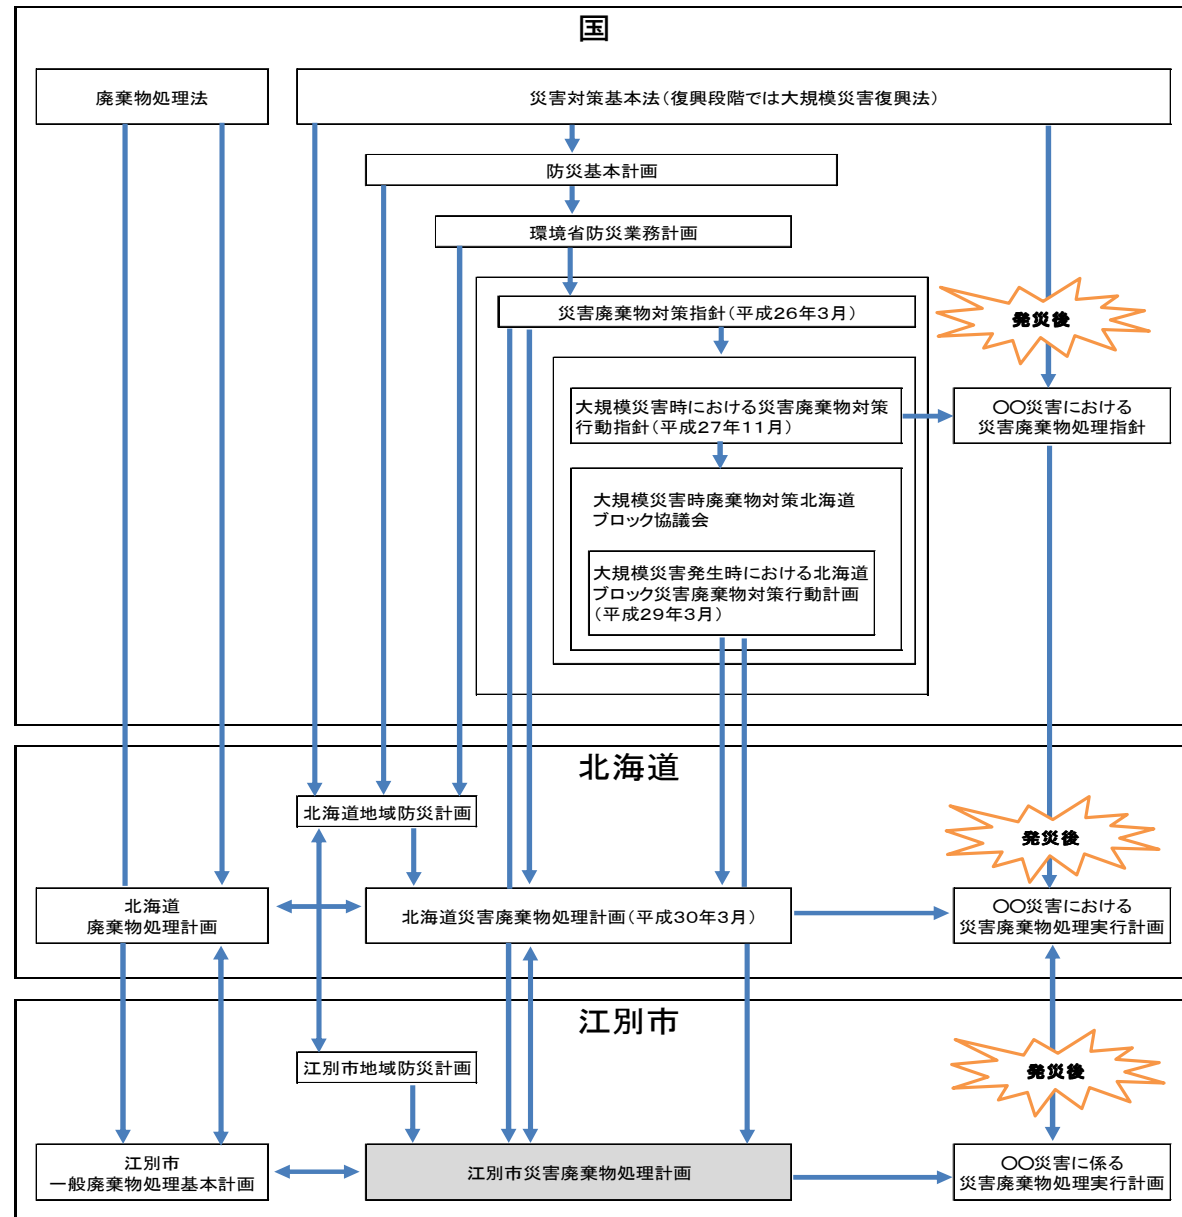 国
廃棄物処理法
災害対策基本法(復興段階では大規模災害復興法)
防災基本計画
環境省防災業務計画
災害廃棄物対策指針(平成26年3月)
発災後
大規模災害時における災害廃棄物対策
行動指針(平成27年11月)
〇〇災害における
災害廃棄物処理指針
大規模災害時廃棄物対策北海道
ブロック協議会
大規模災害発生時における北海道
ブロック災害廃棄物対策行動計画
(平成29年3月)
北海道
北海道地域防災計画
発災後
北海道
廃棄物処理計画
北海道災害廃棄物処理計画(平成30年3月)
〇〇災害における
災害廃棄物処理実行計画
江別市
江別市地域防災計画
発災後
江別市
一般廃棄物処理基本計画
江別市災害廃棄物処理計画
〇〇災害に係る
災害廃棄物処理実行計画